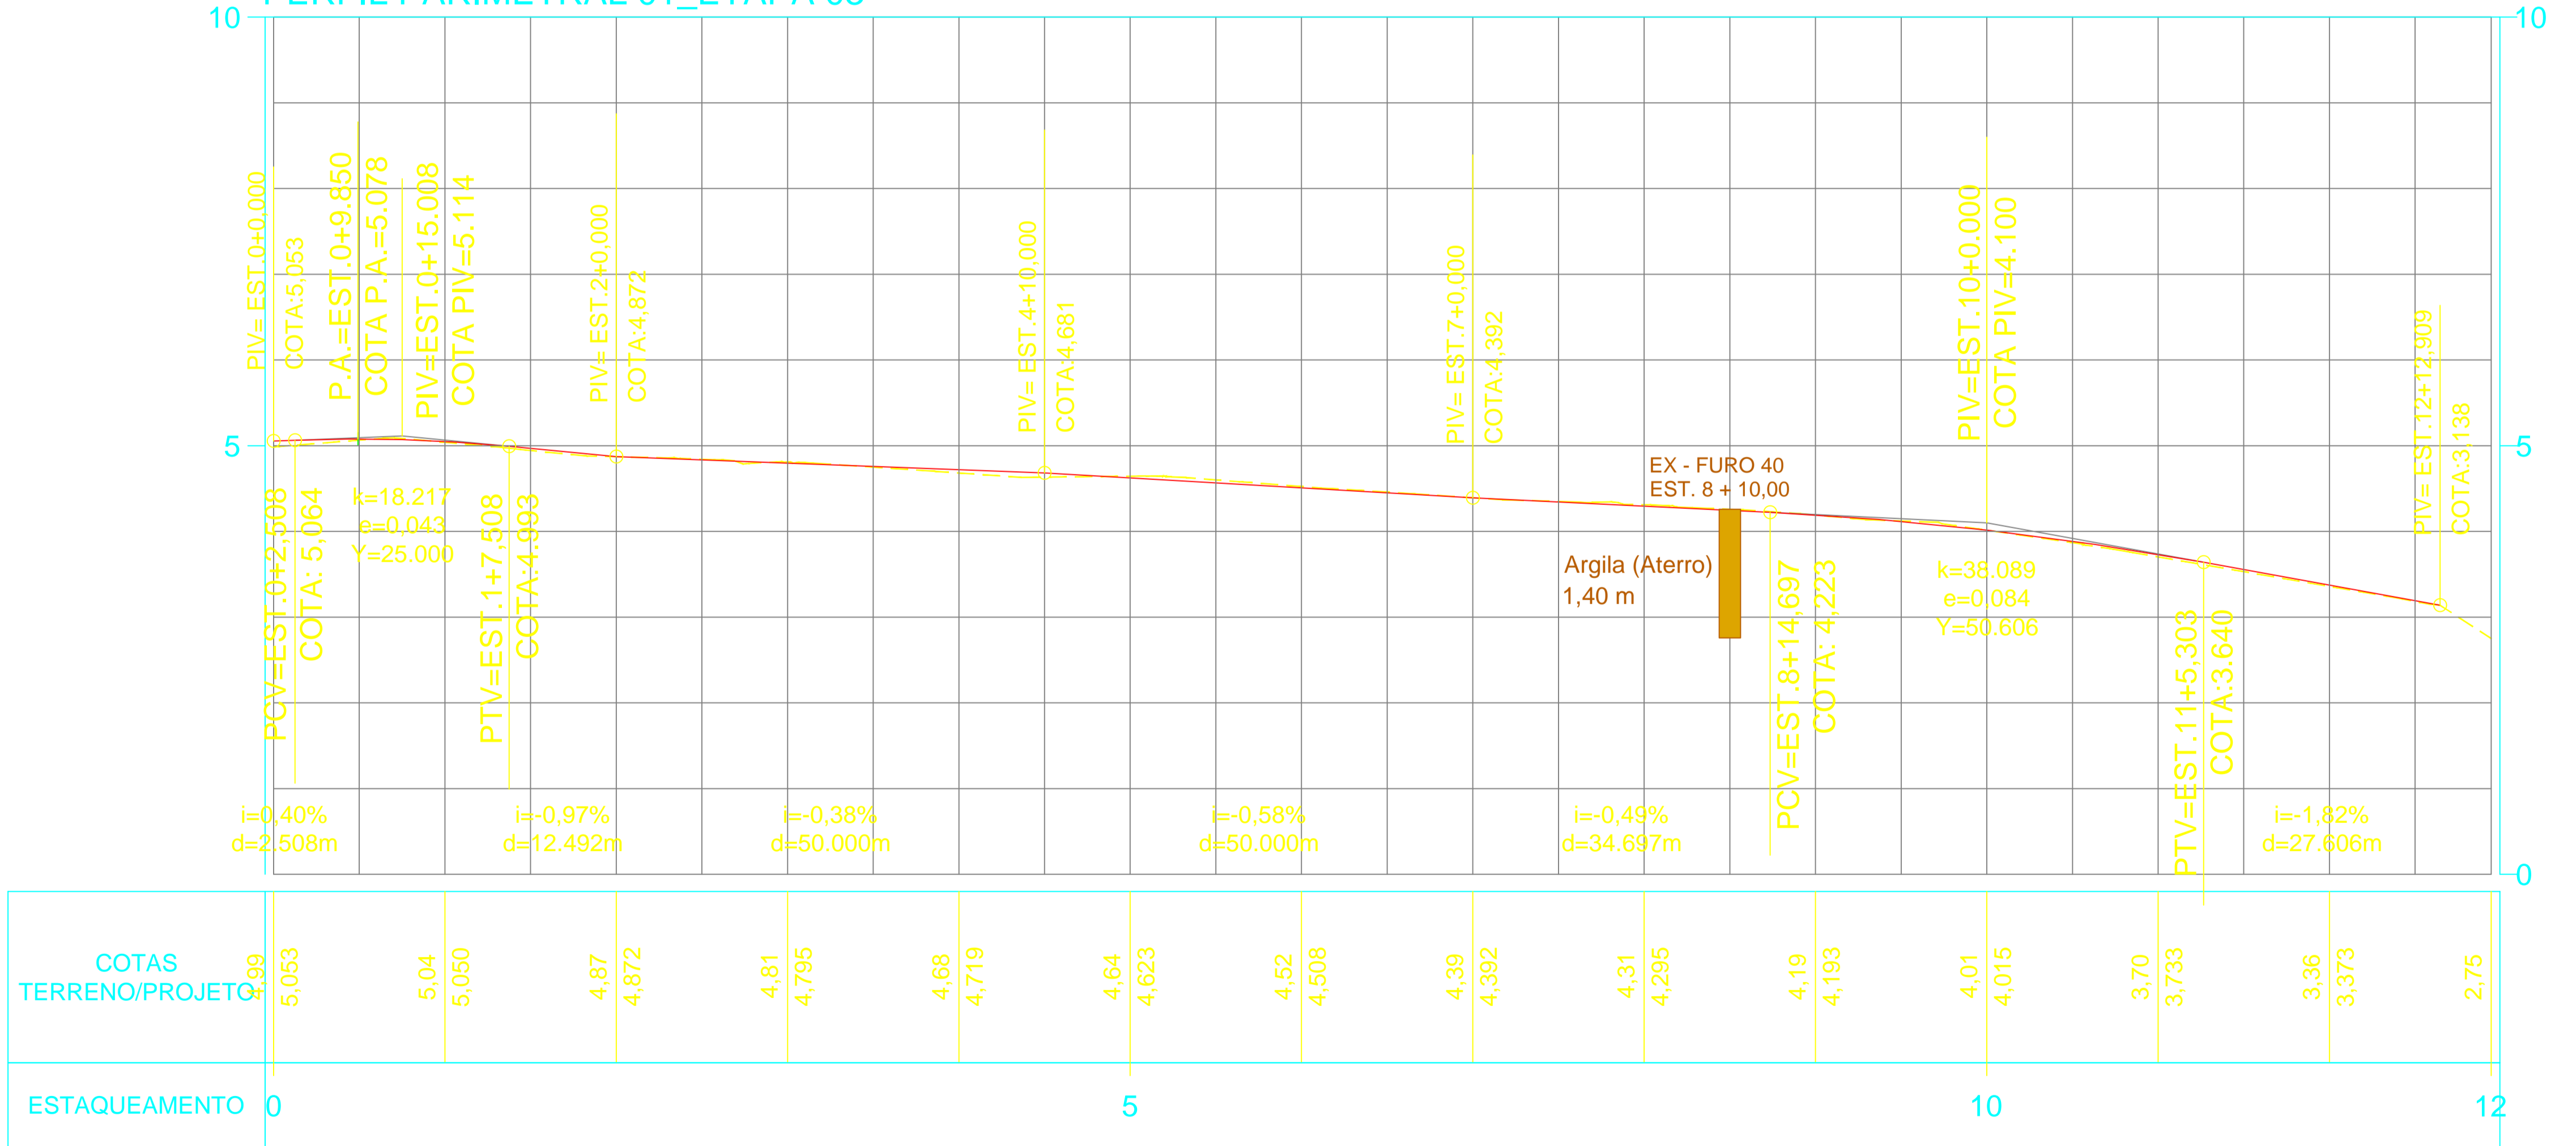 10
10
PIV= EST.0+0,000
COTA:5,053
P.A.=EST.0+9.850
COTA P.A.=5.078
PIV=EST.0+15.008
COTA PIV=5.114
PIV= EST.2+0,000
COTA:4,872
PIV= EST.4+10,000
COTA:4,681
PIV= EST.7+0,000
COTA:4,392
PIV=EST.10+0.000
COTA PIV=4.100
PIV= EST.12+12,909
COTA:3,138
5
5
PCV=EST.0+2,508
COTA: 5,064
k=18.217
e=0,043
Y=25.000
PTV=EST.1+7,508
COTA:4.993
EX - FURO 40
EST. 8 + 10,00
Argila (Aterro)
1,40 m
PCV=EST.8+14,697
COTA: 4,223
k=38.089
e=0.084
Y=50.606
PTV=EST.11+5,303
COTA:3.640
i=0,40%
d=2.508m
i=-0,97%
d=12.492m
i=-0,38%
d=50.000m
i=-0,58%
d=50.000m
i=-0,49%
d=34.697m
i=-1,82%
d=27.606m
0
COTAS
TERRENO/PROJETO
4,99
5,053
5,04
5,050
4,87
4,872
4,81
4,795
4,68
4,719
4,64
4,623
4,52
4,508
4,39
4,392
4,31
4,295
4,19
4,193
4,01
4,015
3,70
3,733
3,36
3,373
2,75
ESTAQUEAMENTO
0
5
10
12